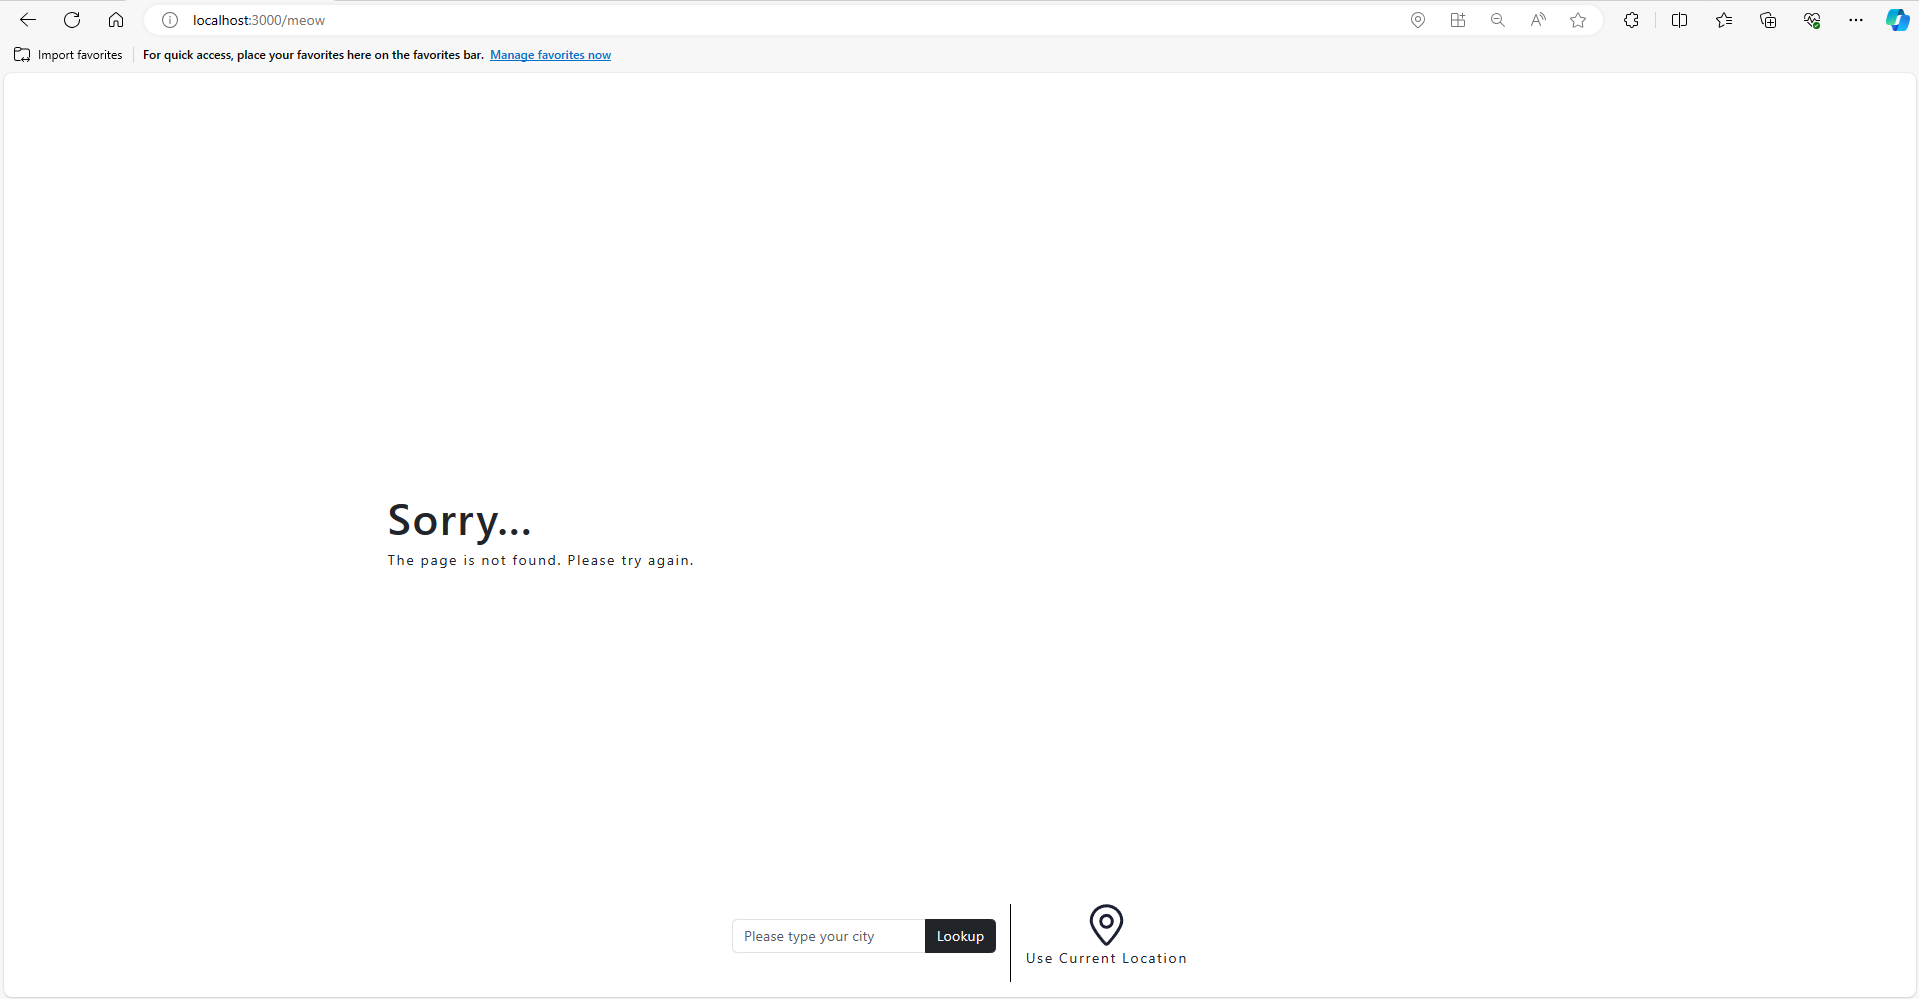 localhost:3000/meow
Import favorites
For quick access, place your favorites here on the favorites bar. Manage favorites now
Sorry...
The page is not found. Please try again.
Please type your city
Lookup
Use Current Location